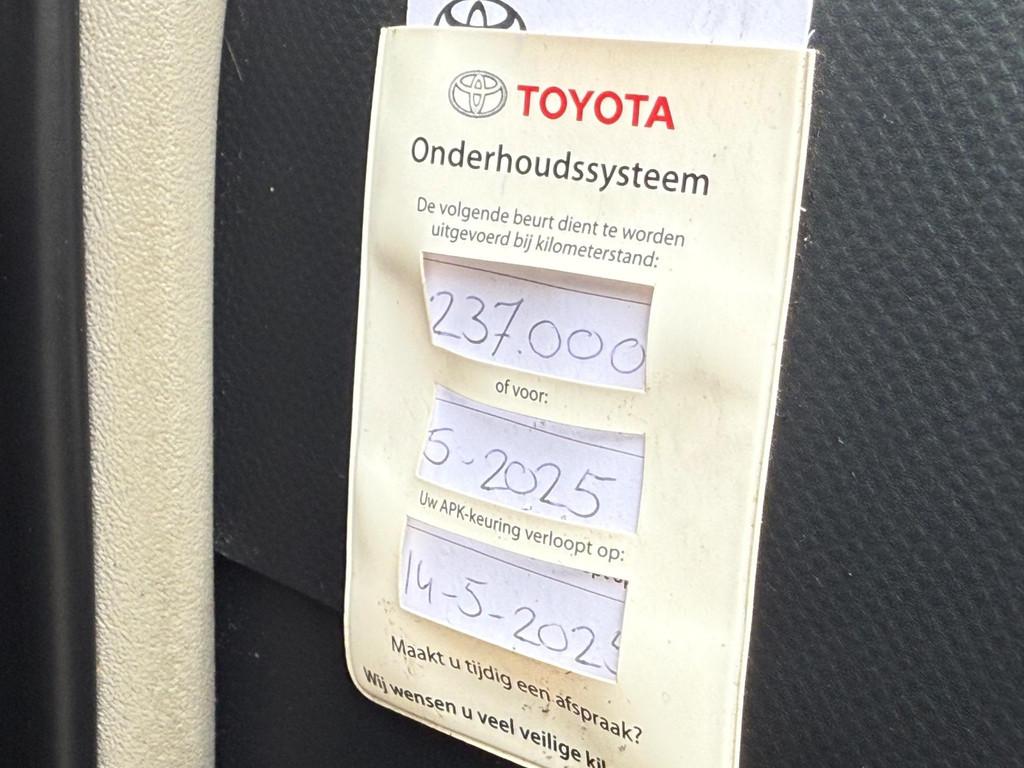 TOYOTA
Onderhoudssysteem
De volgende beurt dient te worden
uitgevoerd bij kilometerstand:
237.000
of voor:
5-2025
Uw APK-keuring verloopt op:
14-5-2025
Maakt u tijdig een afspraak?
Wij wensen u veel veilige